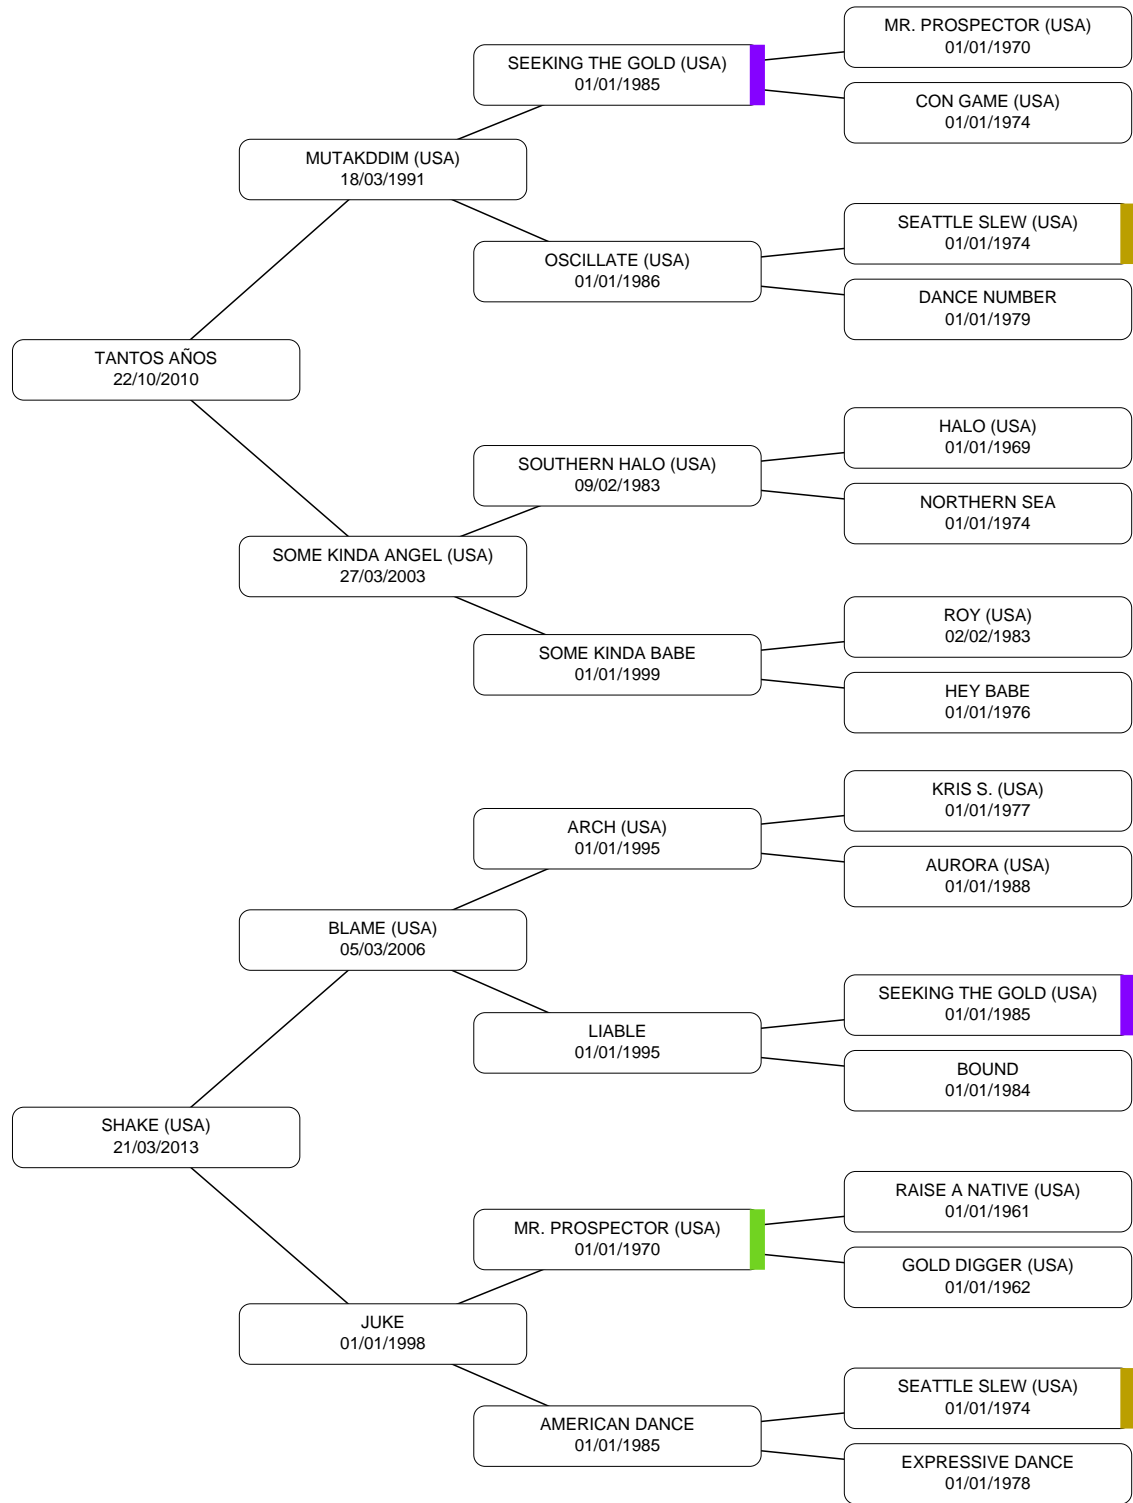 MR. PROSPECTOR (USA)
01/01/1970
SEEKING THE GOLD (USA)
01/01/1985
CON GAME (USA)
01/01/1974
MUTAKDDIM (USA)
18/03/1991
SEATTLE SLEW (USA)
01/01/1974
OSCILLATE (USA)
01/01/1986
DANCE NUMBER
01/01/1979
TANTOS AÑOS
22/10/2010
HALO (USA)
01/01/1969
SOUTHERN HALO (USA)
09/02/1983
NORTHERN SEA
01/01/1974
SOME KINDA ANGEL (USA)
27/03/2003
ROY (USA)
02/02/1983
SOME KINDA BABE
01/01/1999
HEY BABE
01/01/1976
KRIS S. (USA)
01/01/1977
ARCH (USA)
01/01/1995
AURORA (USA)
01/01/1988
BLAME (USA)
05/03/2006
SEEKING THE GOLD (USA)
01/01/1985
LIABLE
01/01/1995
BOUND
01/01/1984
SHAKE (USA)
21/03/2013
RAISE A NATIVE (USA)
01/01/1961
MR. PROSPECTOR (USA)
01/01/1970
GOLD DIGGER (USA)
01/01/1962
JUKE
01/01/1998
SEATTLE SLEW (USA)
01/01/1974
AMERICAN DANCE
01/01/1985
EXPRESSIVE DANCE
01/01/1978